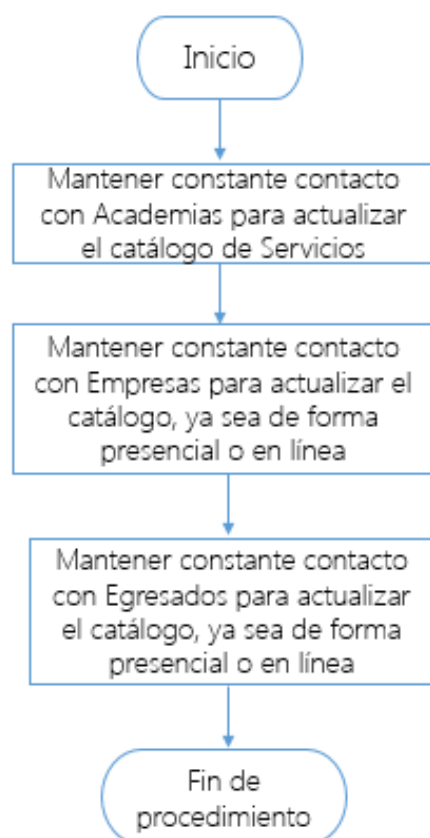 Inicio
Mantener constante contacto
con Academias para actualizar
el catálogo de Servicios
Mantener constante contacto
con Empresas para actualizar el
catálogo, ya sea de forma
presencial o en línea
Mantener constante contacto
con Egresados para actualizar
el catálogo, ya sea de forma
presencial o en línea
Fin de
procedimiento